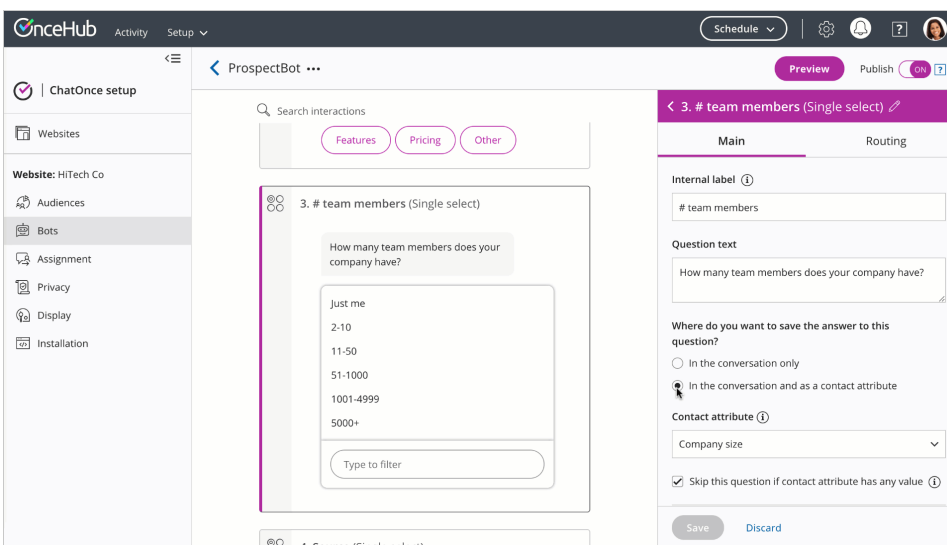 OnceHub
Activity
Setup
Schedule
?
ChatOnce setup
Websites
Website: HiTech Co
Audiences
Bots
Assignment
Privacy
Display
Installation
ProspectBot
Preview
Publish
ON
?
Search interactions
Features
Pricing
Other
3. # team members (Single select)
How many team members does your
company have?
Just me
2-10
11-50
51-1000
1001-4999
5000+
Type to filter
3. # team members (Single select)
Main
Routing
Internal label
# team members
Question text
How many team members does your company have?
Where do you want to save the answer to this
question?
In the conversation only
In the conversation and as a contact attribute
Contact attribute
Company size
Skip this question if contact attribute has any value
Save
Discard